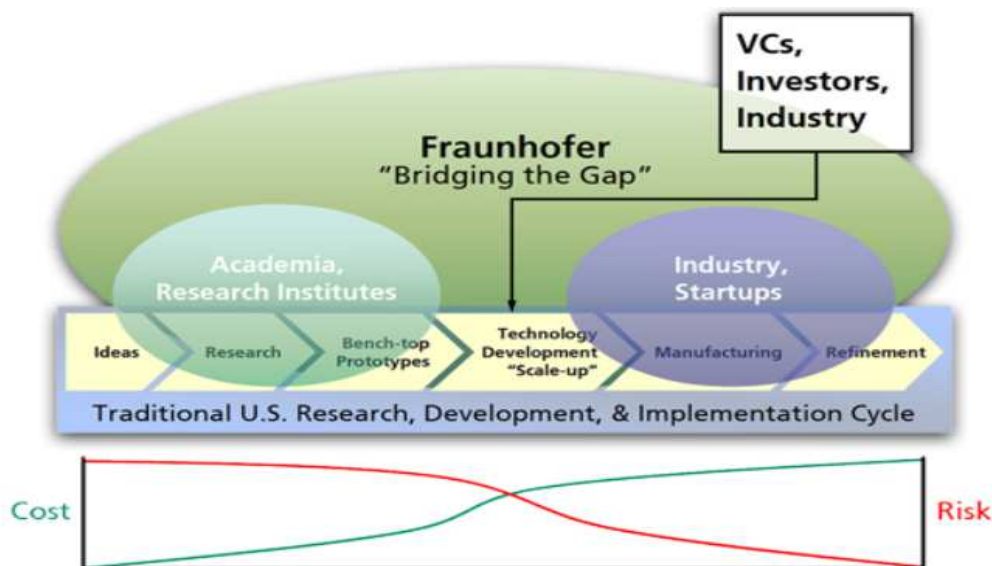 VCs,
Investors,
Industry
Fraunhofer
“Bridging the Gap”
Academia,
Research Institutes
Industry,
Startups
Ideas
Research
Bench-top
Prototypes
Technology
Development
“Scale-up”
Manufacturing
Refinement
Traditional U.S. Research, Development, & Implementation Cycle
Cost
Risk